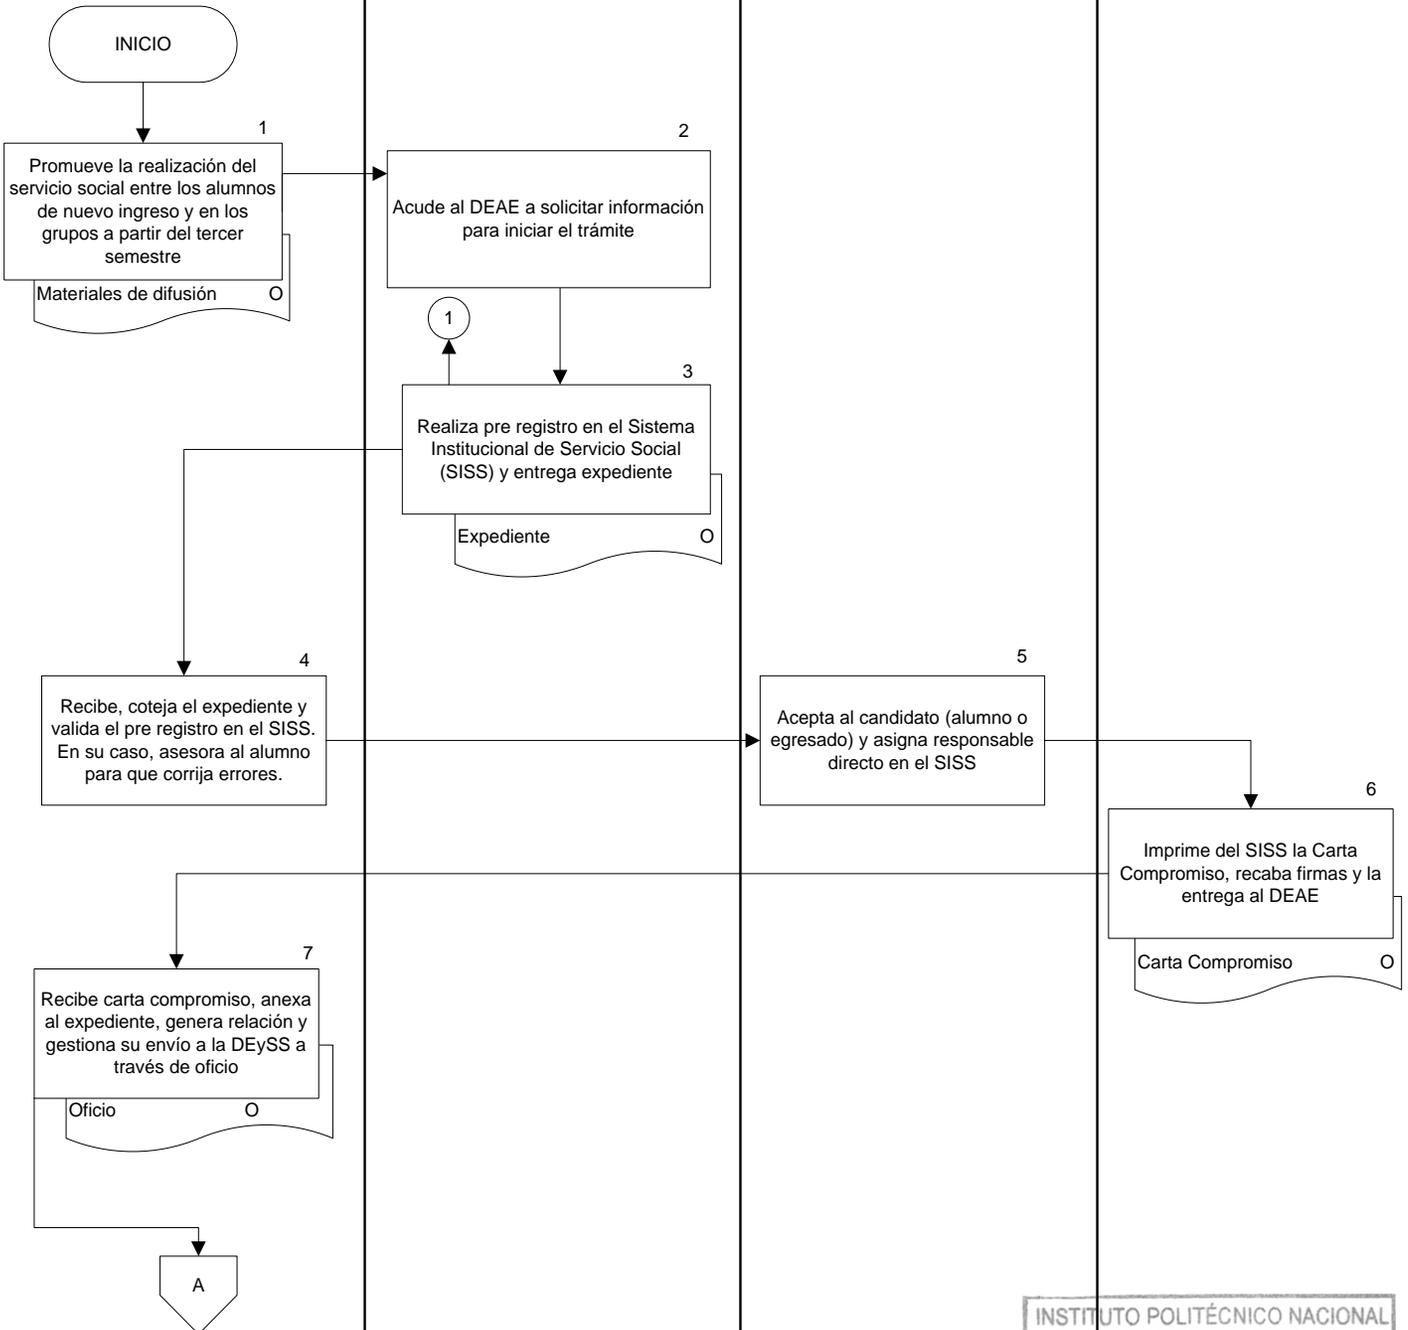 INICIO
1
Promueve la realización del
servicio social entre los alumnos
de nuevo ingreso y en los
grupos a partir del tercer
semestre
Materiales de difusión O
2
Acude al DEAE a solicitar información
para iniciar el trámite
1
3
Realiza pre registro en el Sistema
Institucional de Servicio Social
(SISS) y entrega expediente
Expediente O
4
Recibe, coteja el expediente y
valida el pre registro en el SISS.
En su caso, asesora al alumno
para que corrija errores.
5
Acepta al candidato (alumno o
egresado) y asigna responsable
directo en el SISS
6
Imprime del SISS la Carta
Compromiso, recaba firmas y la
entrega al DEAE
Carta Compromiso O
7
Recibe carta compromiso, anexa
al expediente, genera relación y
gestiona su envío a la DEySS a
través de oficio
Oficio O
A
INSTITUTO POLITÉCNICO NACIONAL